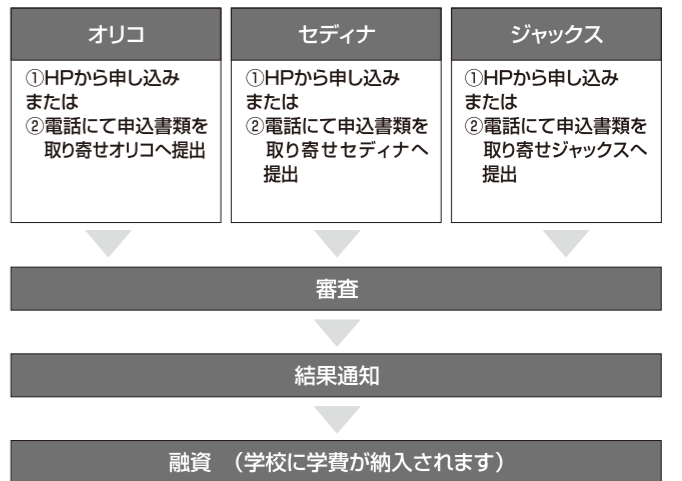 オリコ
①HPから申し込み
または
②電話にて申込書類を
取り寄せオリコへ提出
セディナ
①HPから申し込み
または
②電話にて申込書類を
取り寄せセディナへ
提出
ジャックス
①HPから申し込み
または
②電話にて申込書類を
取り寄せジャックスへ
提出
審査
結果通知
融資　（学校に学費が納入されます）